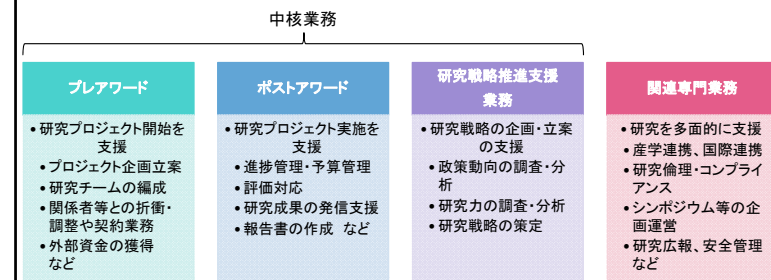 中核業務
プレアワード
• 研究プロジェクト開始を
支援
• プロジェクト企画立案
• 研究チームの編成
• 関係者等との折衝・
調整や契約業務
• 外部資金の獲得
など
ポストアワード
• 研究プロジェクト実施を
支援
• 進捗管理・予算管理
• 評価対応
• 研究成果の発信支援
• 報告書の作成 など
研究戦略推進支援
業務
• 研究戦略の企画・立案
の支援
• 政策動向の調査・分
析
• 研究力の調査・分析
• 研究戦略の策定
関連専門業務
• 研究を多面的に支援
• 産学連携、国際連携
• 研究倫理・コンプライ
アンス
• シンポジウム等の企
画運営
• 研究広報、安全管理
など